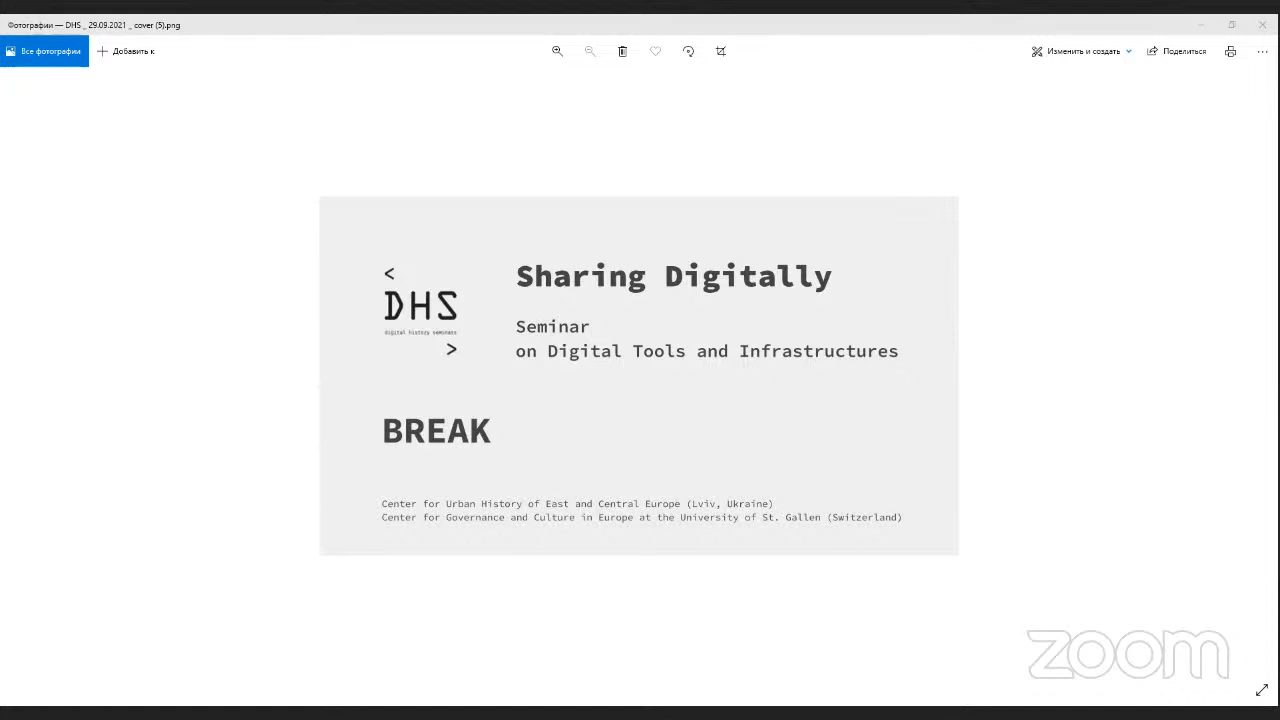 Фотографии — DHS _ 29.09.2021 _ cover (5).png
Все фотографии
Добавить к
Изменить и создать
Поделиться
<
DHS
digital history seminars
>
Sharing Digitally
Seminar
on Digital Tools and Infrastructures
BREAK
Center for Urban History of East and Central Europe (Lviv, Ukraine)
Center for Governance and Culture in Europe at the University of St. Gallen (Switzerland)
zoom